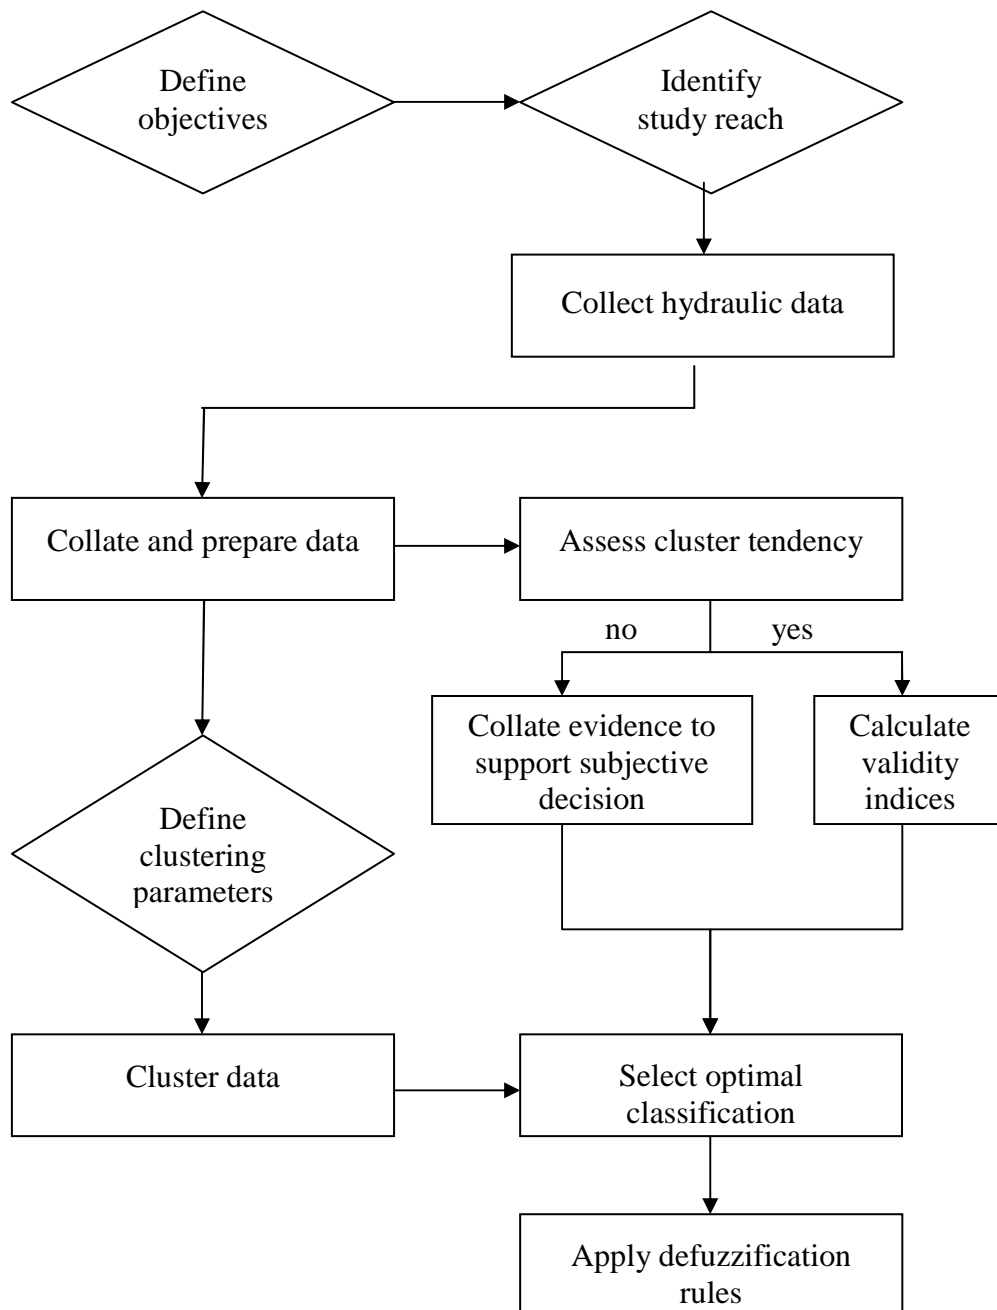 Define
objectives
Identify
study reach
Collect hydraulic data
Collate and prepare data
Assess cluster tendency
no
yes
Collate evidence to
support subjective
decision
Calculate
validity
indices
Define
clustering
parameters
Cluster data
Select optimal
classification
Apply defuzzification
rules